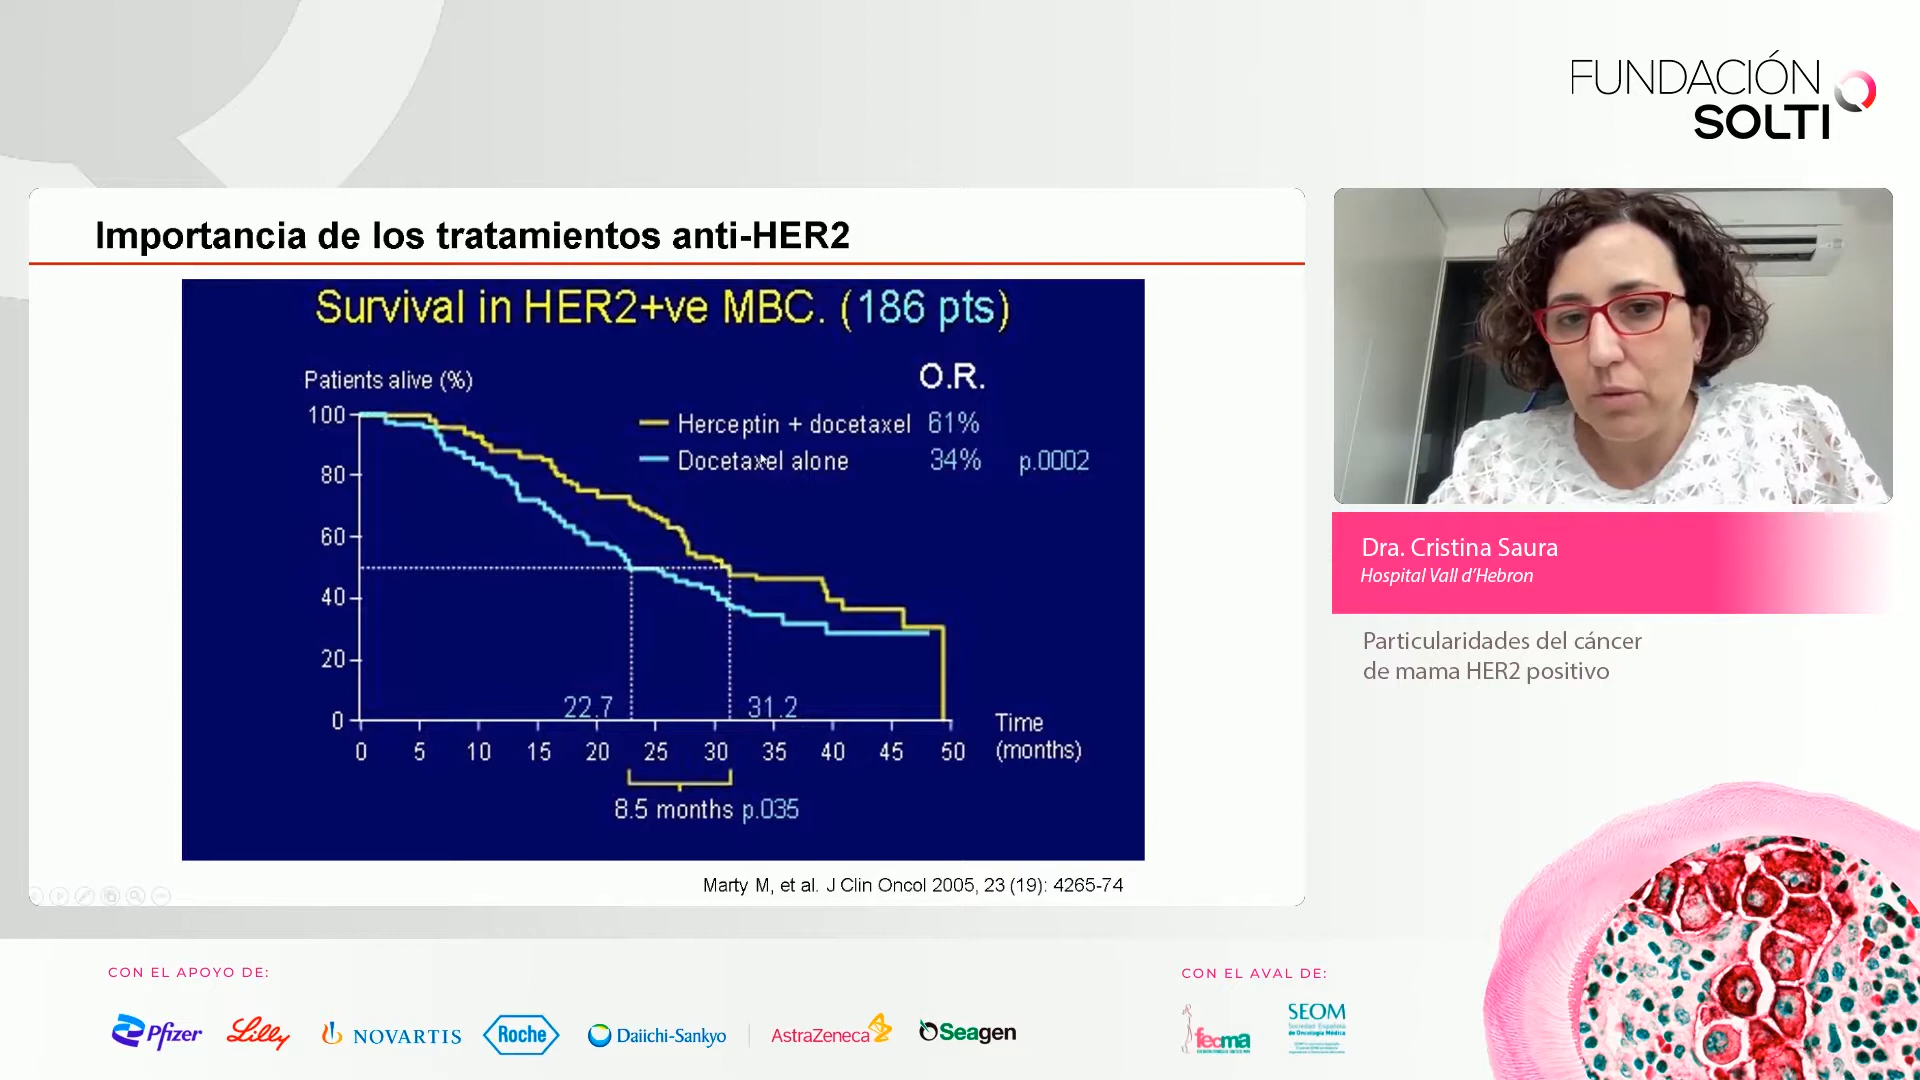 FUNDACIÓN
SOLTI
Importancia de los tratamientos anti-HER2
Survival in HER2+ve MBC. (186 pts)
Patients alive (%)
O.R.
Herceptin + docetaxel 61%
Docetaxel alone 34% p.0002
100
80
60
40
20
0
22.7 31.2
0 5 10 15 20 25 30 35 40 45 50
Time
(months)
8.5 months p.035
Marty M, et al. J Clin Oncol 2005, 23 (19): 4265-74
Dra. Cristina Saura
Hospital Vall d'Hebron
Particularidades del cáncer
de mama HER2 positivo
CON EL APOYO DE:
Pfizer Lilly NOVARTIS Roche Daiichi-Sankyo AstraZeneca Seagen
CON EL AVAL DE:
fecma
SEOM
Sociedad Española
de Oncología Médica